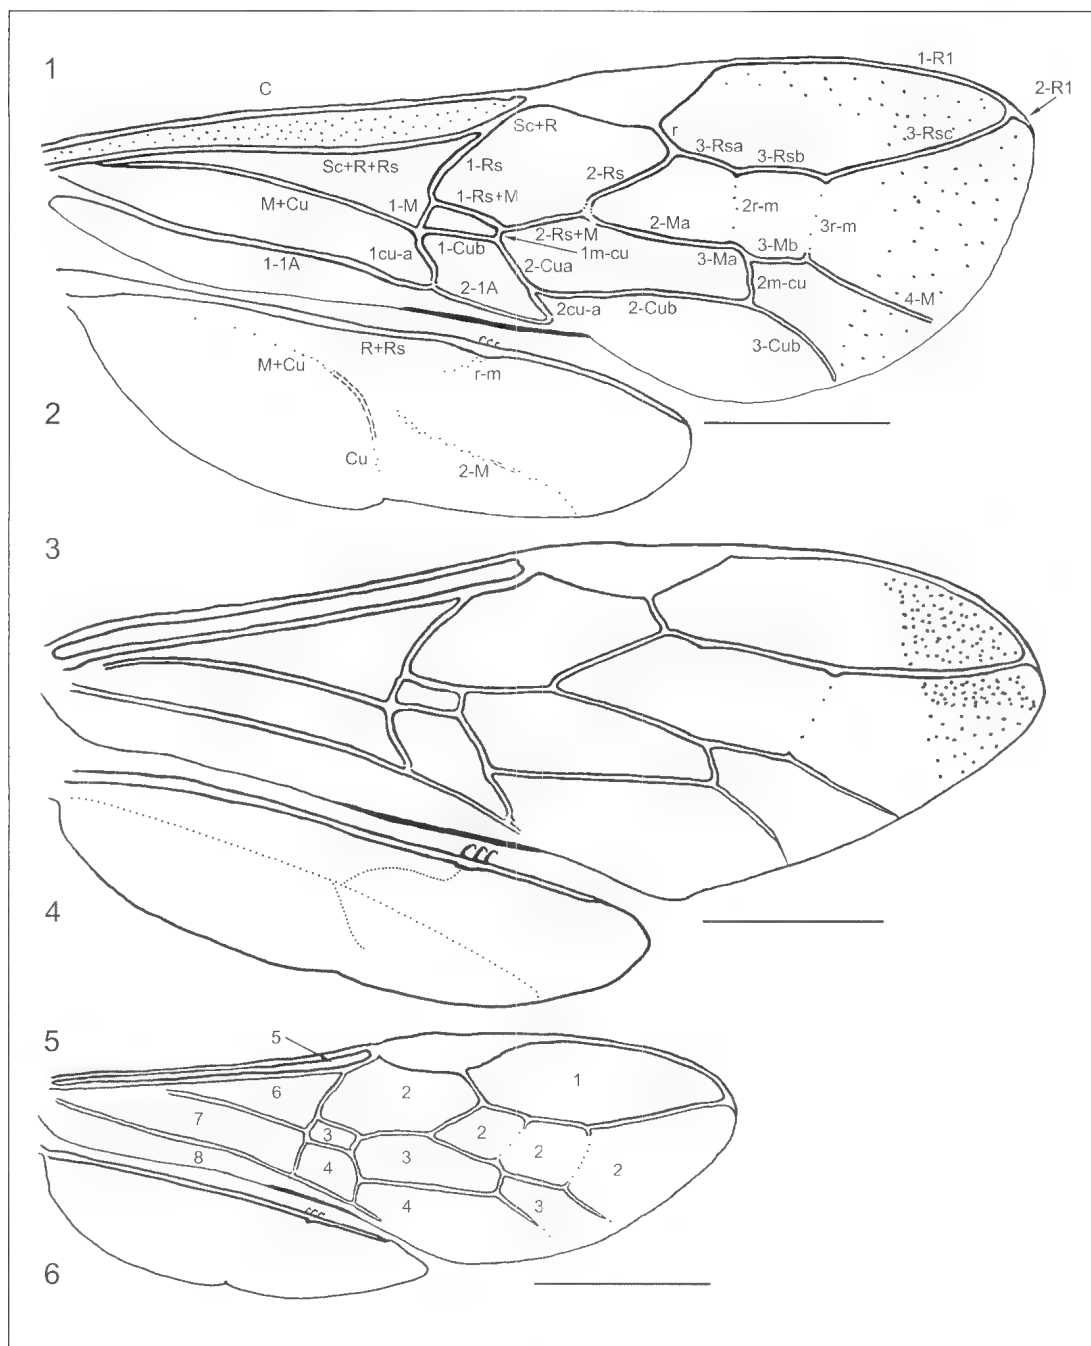 1
C
1-R1
2-R1
Sc+R
r
3-Rsa
3-Rsb
3-Rsc
Sc+R+Rs
1-Rs
2-Rs
M+Cu
1-M
1-Rs+M
2r-m
3r-m
2-Rs+M
2-Ma
1-1A
1cu-a
1-Cub
1m-cu
3-Ma
3-Mb
2-Cua
2-1A
2cu-a
2-Cub
2m-cu
4-M
3-Cub
R+Rs
M+Cu
r-m
2
Cu
2-M
3
4
5
5
6
2
1
7
3
2
2
2
8
4
3
4
3
6